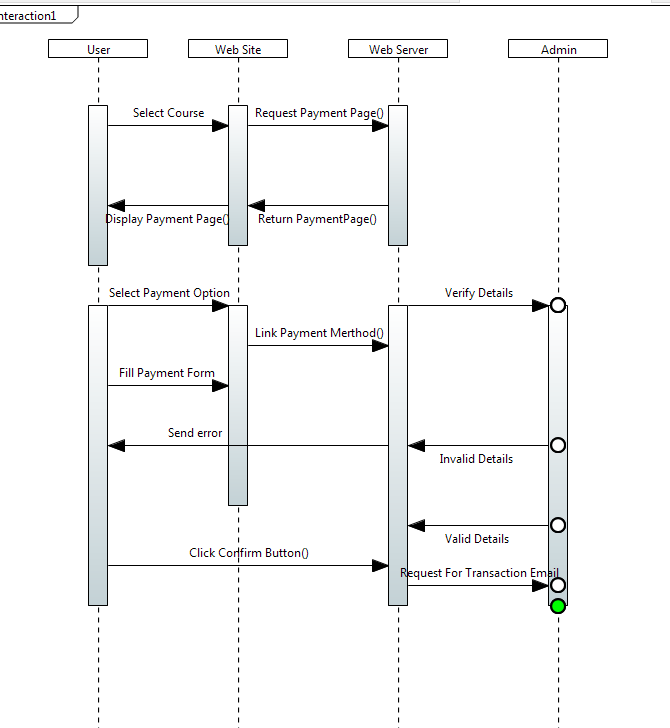 nteraction1
User
Web Site
Web Server
Admin
Select Course
Request Payment Page()
Display Payment Page()
Return PaymentPage()
Select Payment Option
Verify Details
Link Payment Merthod()
Fill Payment Form
Send error
Invalid Details
Valid Details
Click Confirm Button()
Request For Transaction Email